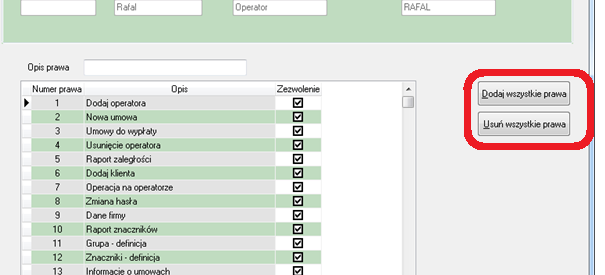 Rafal Operator RAFAL
Opis prawa
Numer prawa Opis Zezwolenie
1 Dodaj operatora
2 Nowa umowa
3 Umowy do wypłaty
4 Usunięcie operatora
5 Raport zaległości
6 Dodaj klienta
7 Operacja na operatorze
8 Zmiana hasła
9 Dane firmy
10 Raport znaczników
11 Grupa - definicja
12 Znaczniki - definicja
13 Informacje o umowach
Dodaj wszystkie prawa
Usuń wszystkie prawa